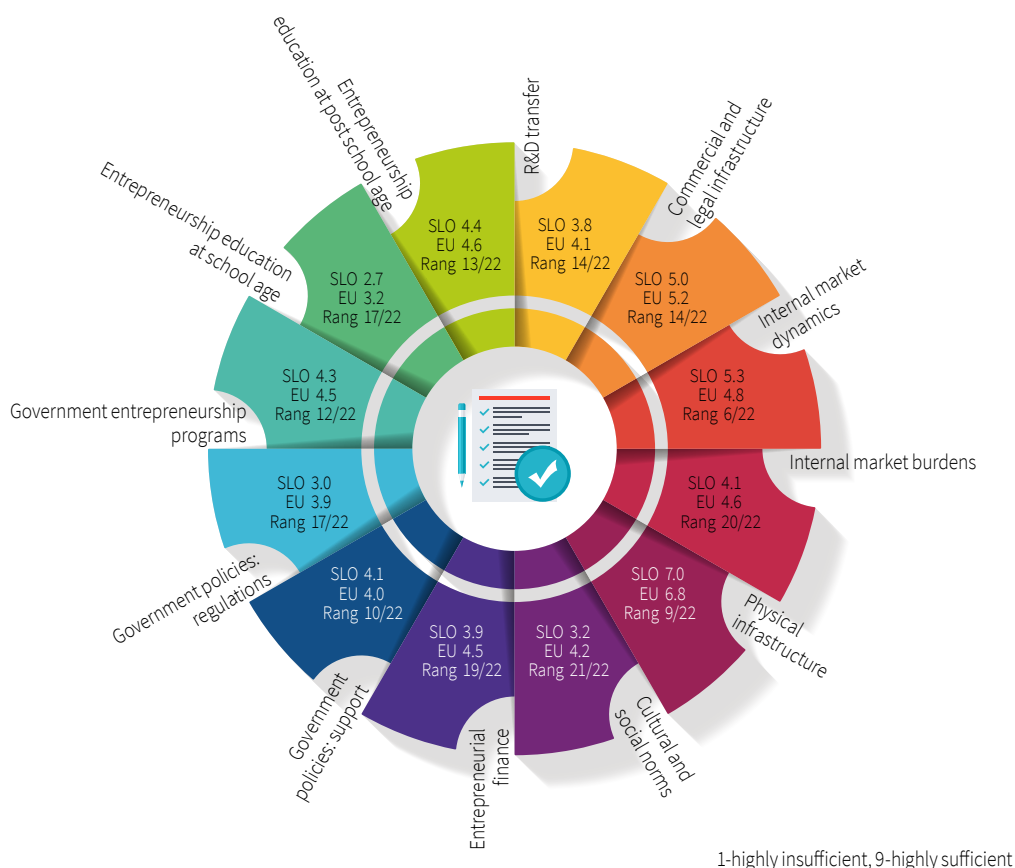 Entrepreneurship
education at post school age
SLO 4.4
EU 4.6
Rang 13/22
R&D transfer
SLO 3.8
EU 4.1
Rang 14/22
Commercial and
legal infrastructure
SLO 5.0
EU 5.2
Rang 14/22
Internal market
dynamics
SLO 5.3
EU 4.8
Rang 6/22
Internal market burdens
SLO 4.1
EU 4.6
Rang 20/22
Physical
infrastructure
SLO 7.0
EU 6.8
Rang 9/22
Cultural and
social norms
SLO 3.2
EU 4.2
Rang 21/22
Entrepreneurial
finance
SLO 3.9
EU 4.5
Rang 19/22
Government
policies: support
SLO 4.1
EU 4.0
Rang 10/22
Government policies:
regulations
SLO 3.0
EU 3.9
Rang 17/22
Government entrepreneurship
programs
SLO 4.3
EU 4.5
Rang 12/22
Entrepreneurship education
at school age
SLO 2.7
EU 3.2
Rang 17/22
1-highly insufficient, 9-highly sufficient